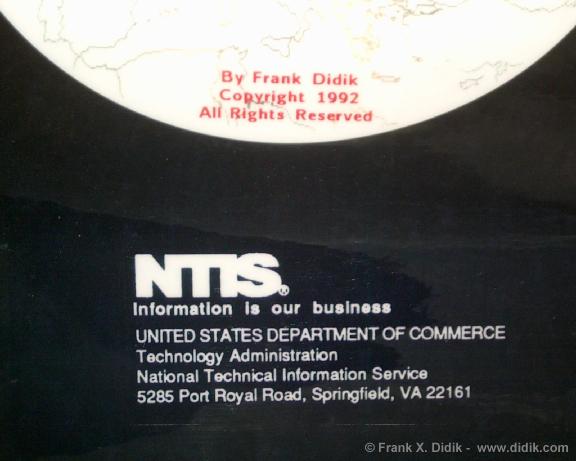 By Frank Didik
Copyright 1992
All Rights Reserved
NTIS®
Information is our business
UNITED STATES DEPARTMENT OF COMMERCE
Technology Administration
National Technical Information Service
5285 Port Royal Road, Springfield, VA 22161
© Frank X. Didik - www.didik.com